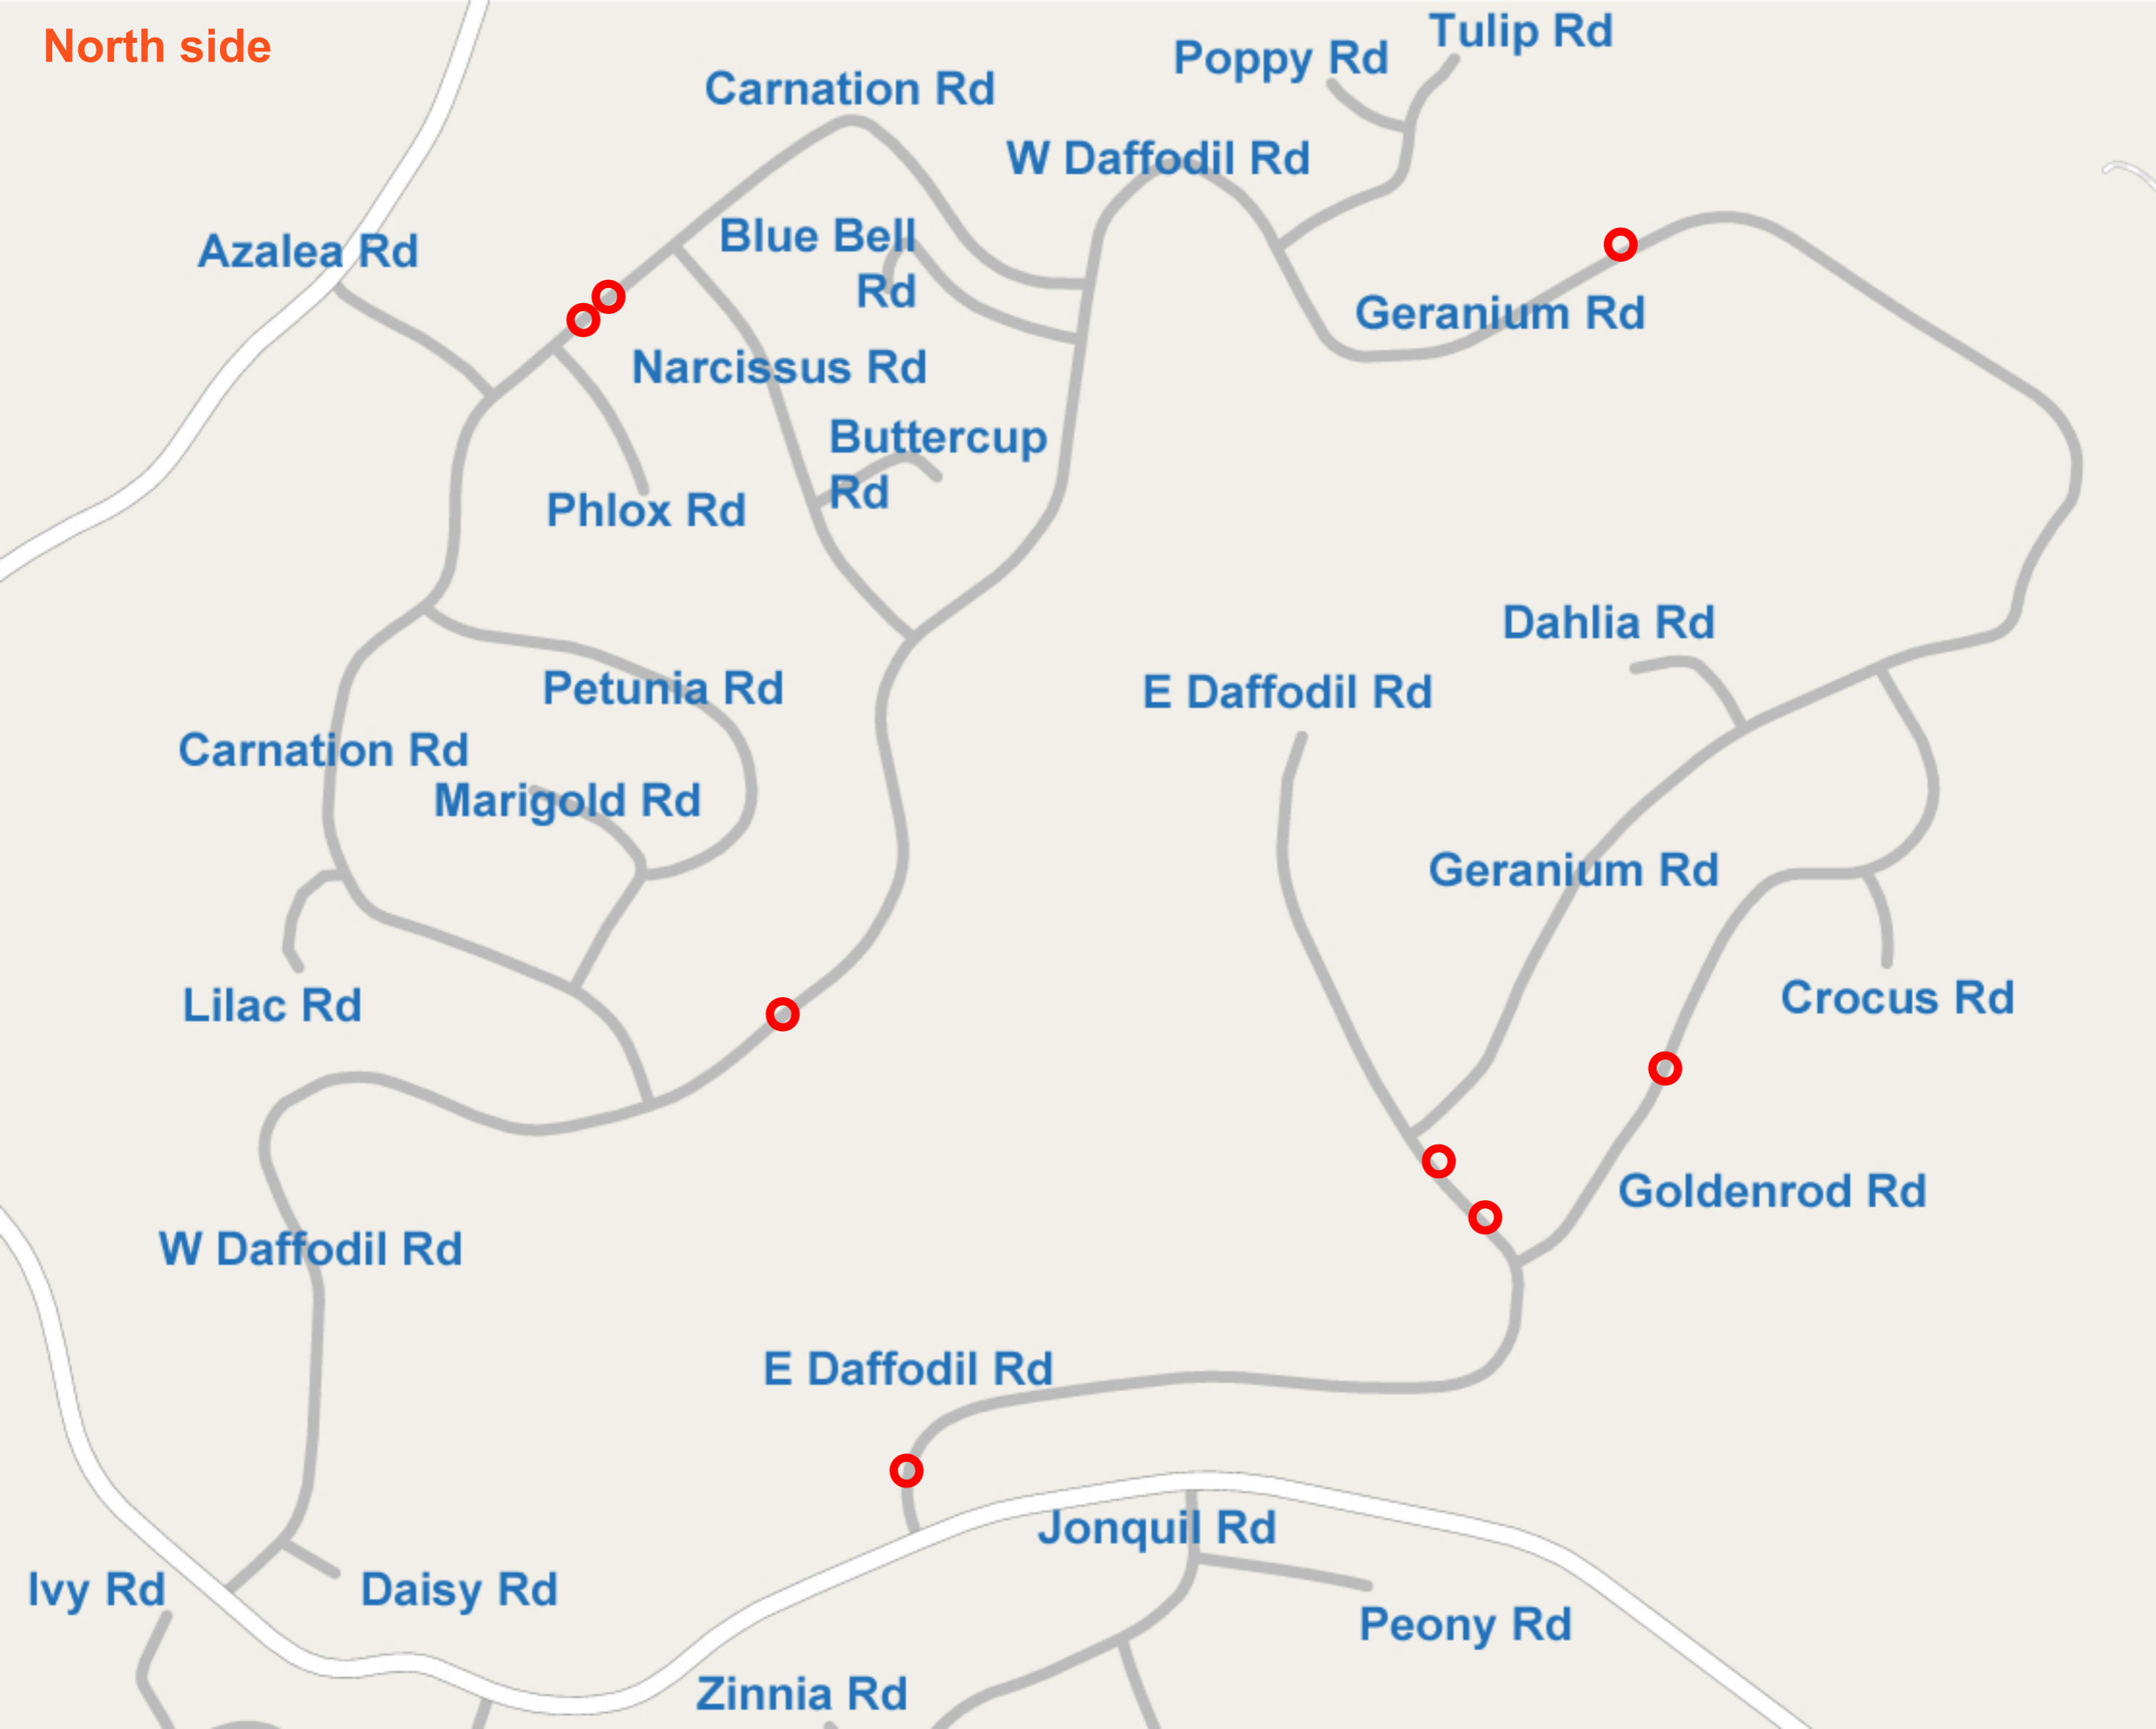 North side
Tulip Rd
Poppy Rd
Carnation Rd
W Daffodil Rd
Azalea Rd
Blue Bell
Rd
Geranium Rd
Narcissus Rd
Buttercup
Rd
Phlox Rd
Dahlia Rd
Petunia Rd
E Daffodil Rd
Carnation Rd
Marigold Rd
Geranium Rd
Lilac Rd
Crocus Rd
Goldenrod Rd
W Daffodil Rd
E Daffodil Rd
Jonquil Rd
Ivy Rd
Daisy Rd
Peony Rd
Zinnia Rd